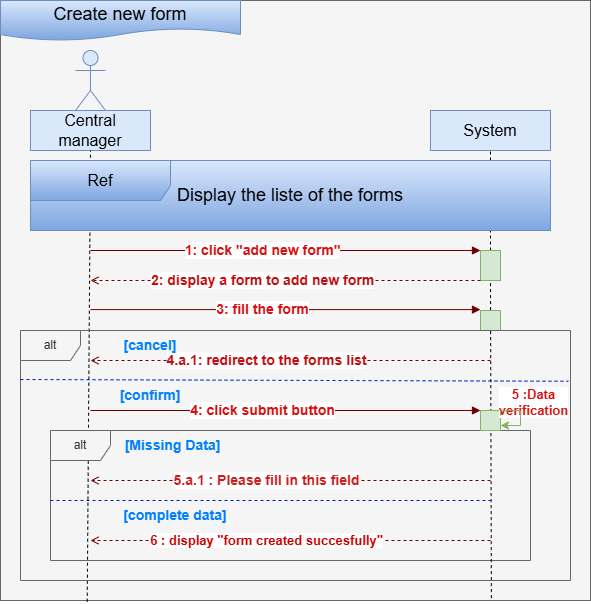 Create new form
Central
manager
System
Ref
Display the liste of the forms
1: click "add new form"
2: display a form to add new form
3: fill the form
alt
[cancel]
4.a.1: redirect to the forms list
[confirm]
5 :Data
verification
4: click submit button
alt
[Missing Data]
5.a.1 : Please fill in this field
[complete data]
6 : display "form created succesfully"